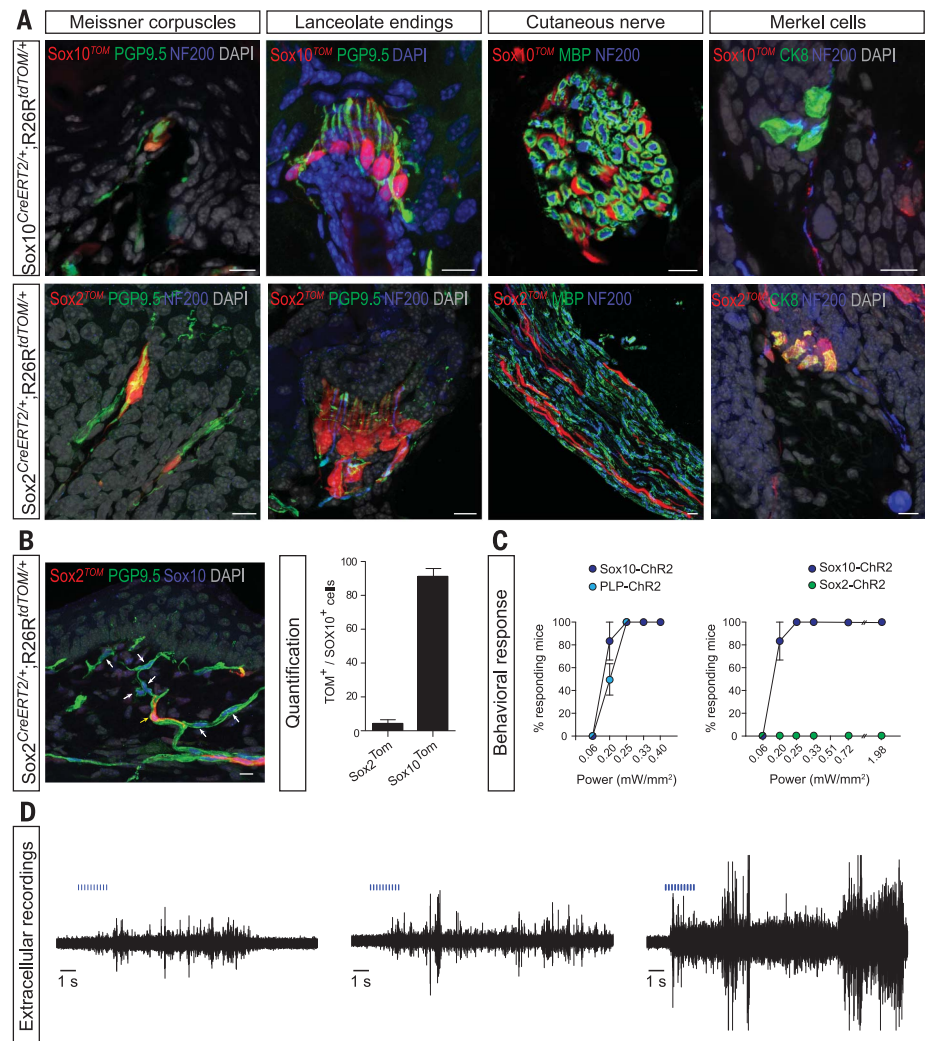 A
Meissner corpuscles
Lanceolate endings
Cutaneous nerve
Merkel cells
Sox10CreERT2/+;R26RtdTOM/+
Sox10TOM PGP9.5 NF200 DAPI
Sox10TOM PGP9.5 DAPI
Sox10TOM MBP NF200
Sox10TOM CK8 NF200 DAPI
Sox2CreERT2/+;R26RtdTOM/+
Sox2TOM PGP9.5 NF200 DAPI
Sox2TOM PGP9.5 NF200 DAPI
Sox2TOM MBP NF200
Sox2TOM CK8 NF200 DAPI
B
Sox2CreERT2/+;R26RtdTOM/+
Sox2TOM PGP9.5 Sox10 DAPI
Quantification
TOM+ / SOX10+ cells
100
80
60
40
20
0
Sox2Tom
Sox10Tom
C
Behavioral response
Sox10-ChR2
PLP-ChR2
% responding mice
100
80
60
40
20
0
0.06
0.20
0.25
0.33
0.40
Power (mW/mm²)
Sox10-ChR2
Sox2-ChR2
% responding mice
100
80
60
40
20
0
0.06
0.20
0.25
0.33
0.51
0.72
1.98
Power (mW/mm²)
D
Extracellular recordings
1 s
1 s
1 s